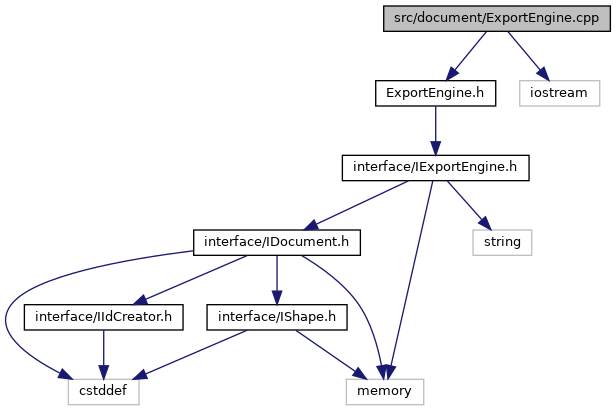 src/document/ExportEngine.cpp
ExportEngine.h
iostream
interface/IExportEngine.h
interface/IDocument.h
string
interface/IIdCreator.h
interface/IShape.h
cstddef
memory